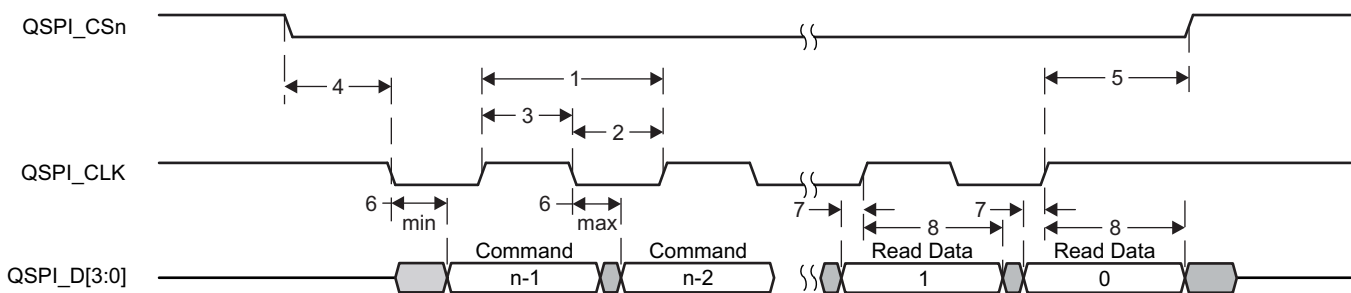 QSPI_CSn
4
1
5
3
2
QSPI_CLK
6
min
6
max
7
7
8
8
Command
Command
Read Data
Read Data
QSPI_D[3:0]
n-1
n-2
1
0